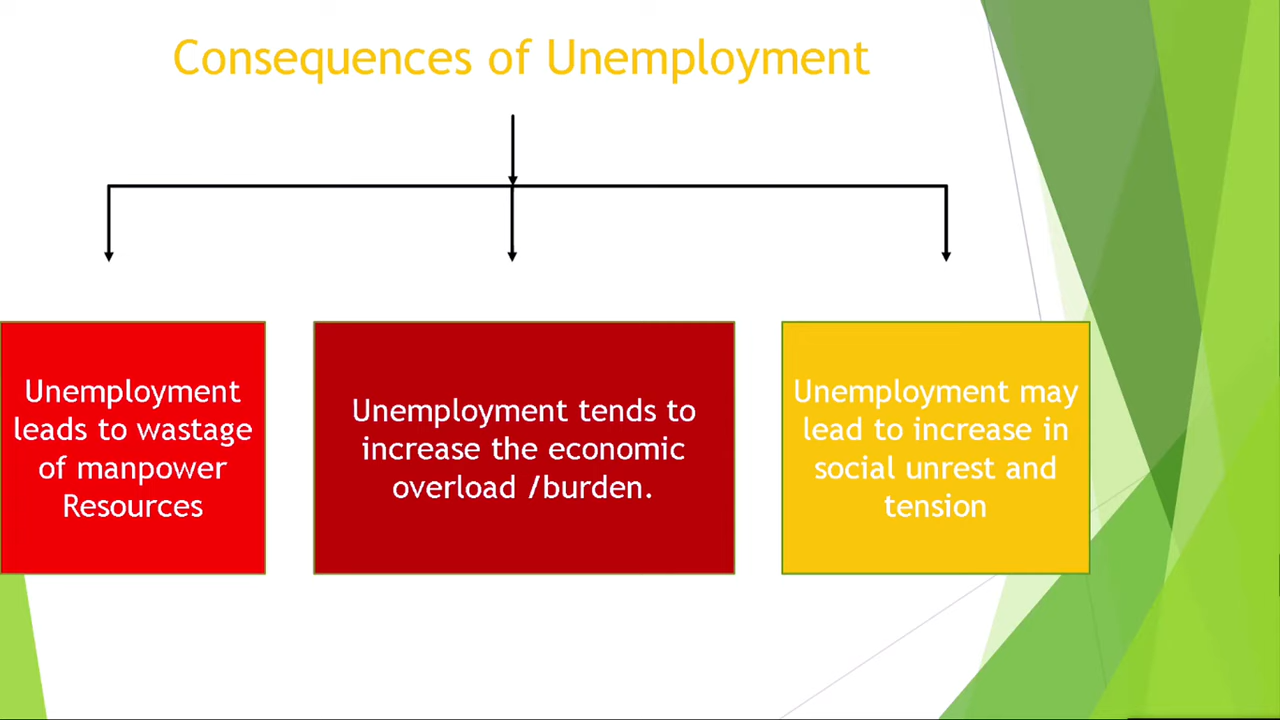 Consequences of Unemployment
Unemployment
leads to wastage
of manpower
Resources
Unemployment tends to
increase the economic
overload /burden.
Unemployment may
lead to increase in
social unrest and
tension